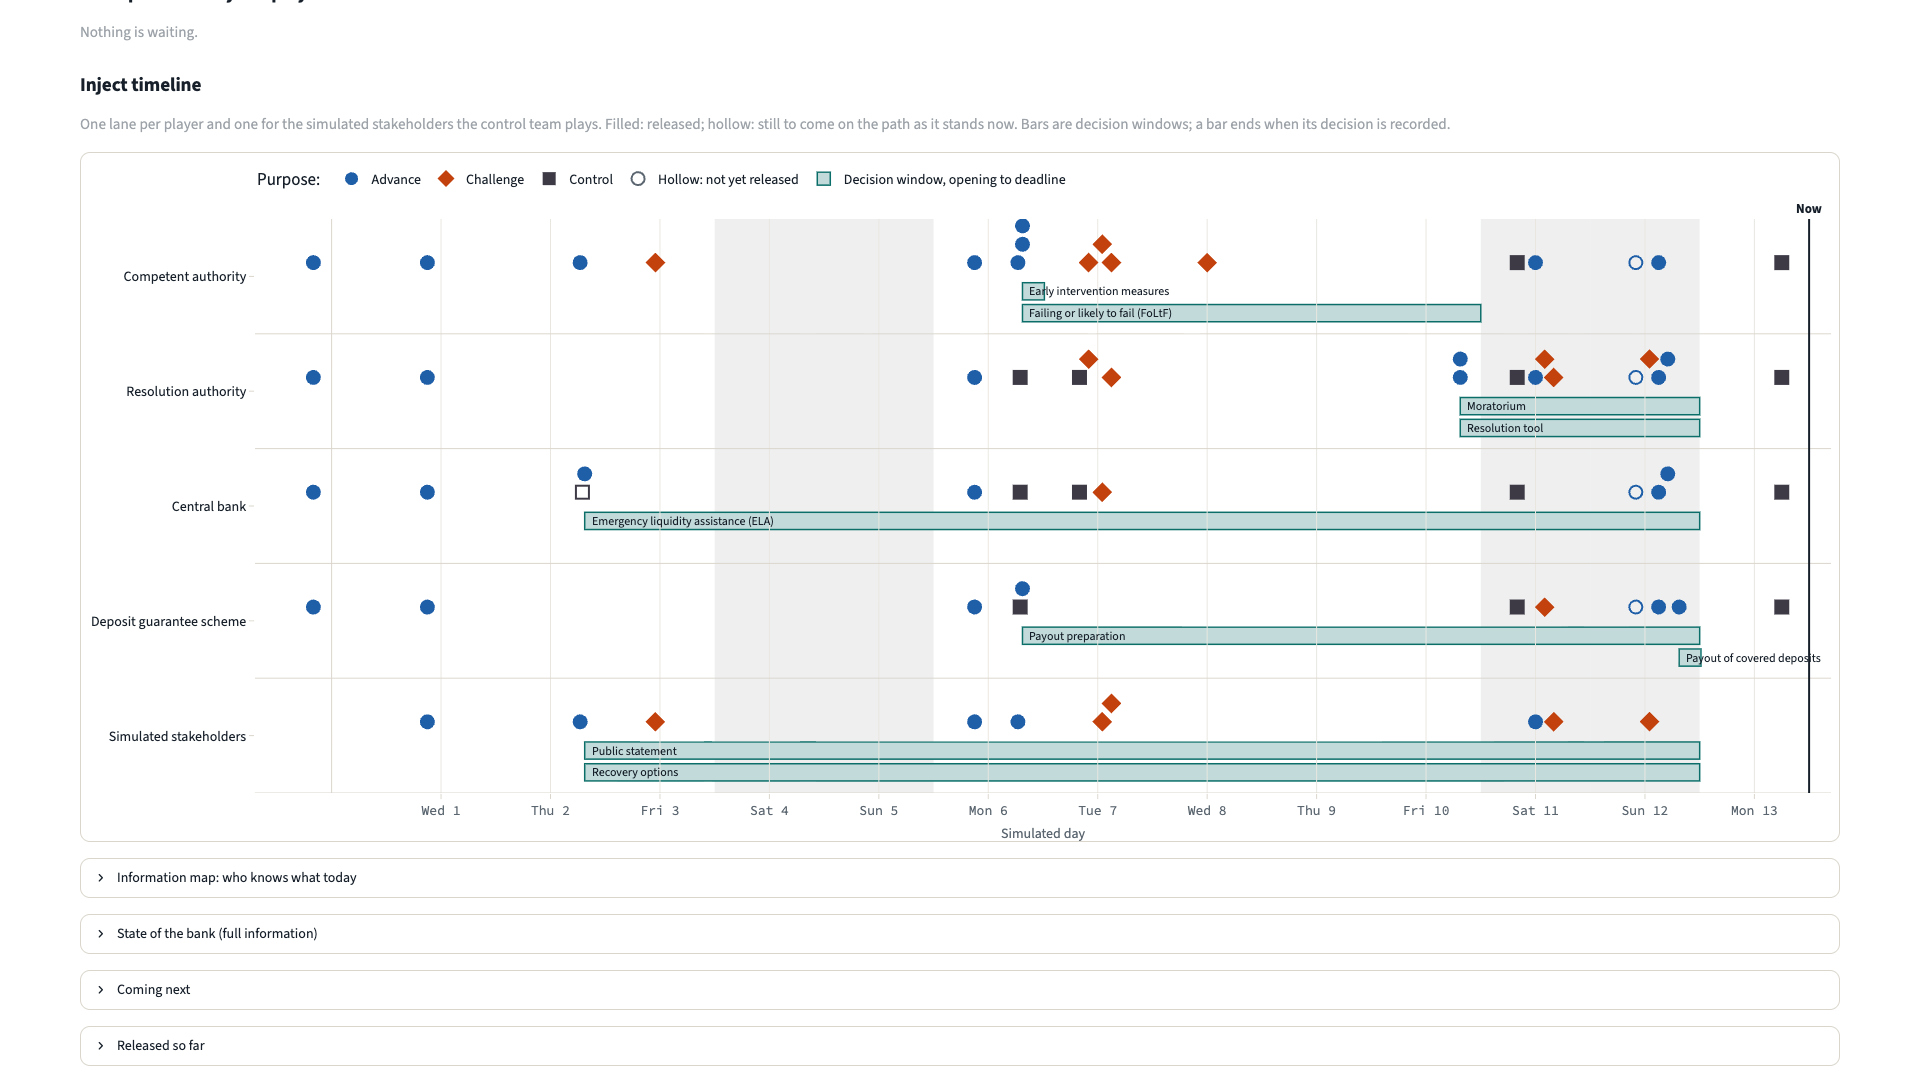 Nothing is waiting.
Inject timeline
One lane per player and one for the simulated stakeholders the control team plays. Filled: released; hollow: still to come on the path as it stands now. Bars are decision windows; a bar ends when its decision is recorded.
Purpose: Advance Challenge Control Hollow: not yet released Decision window, opening to deadline
Now
Competent authority
Early intervention measures
Failing or likely to fail (FoLtF)
Resolution authority
Moratorium
Resolution tool
Central bank
Emergency liquidity assistance (ELA)
Deposit guarantee scheme
Payout preparation
Payout of covered deposits
Simulated stakeholders
Public statement
Recovery options
Wed 1 Thu 2 Fri 3 Sat 4 Sun 5 Mon 6 Tue 7 Wed 8 Thu 9 Fri 10 Sat 11 Sun 12 Mon 13
Simulated day
Information map: who knows what today
State of the bank (full information)
Coming next
Released so far